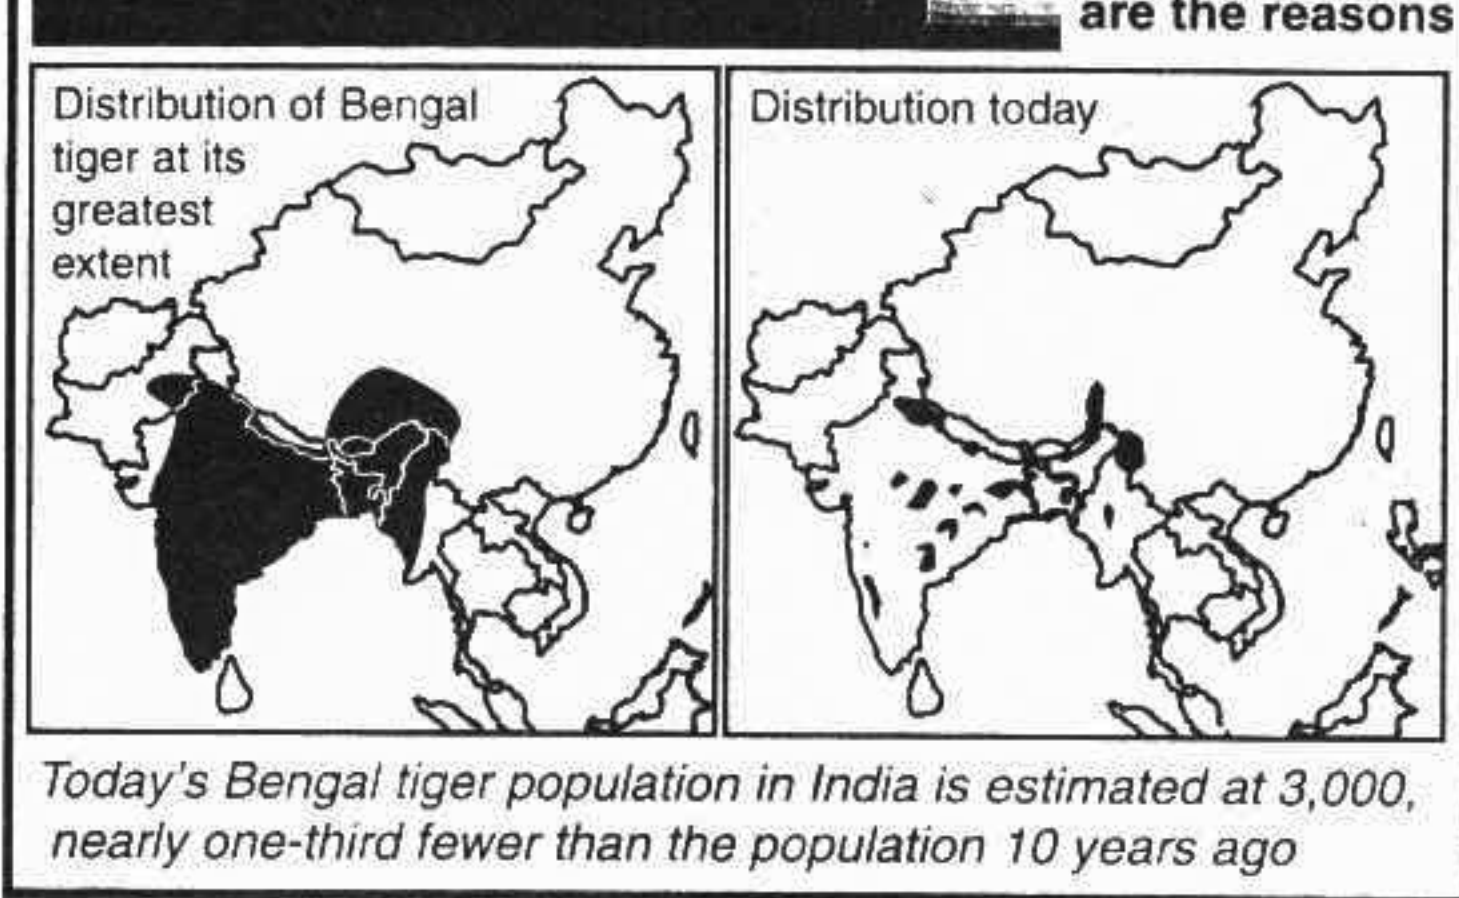 are the reasons
Distribution of Bengal
tiger at its
greatest
extent
Distribution today
Today's Bengal tiger population in India is estimated at 3,000,
nearly one-third fewer than the population 10 years ago